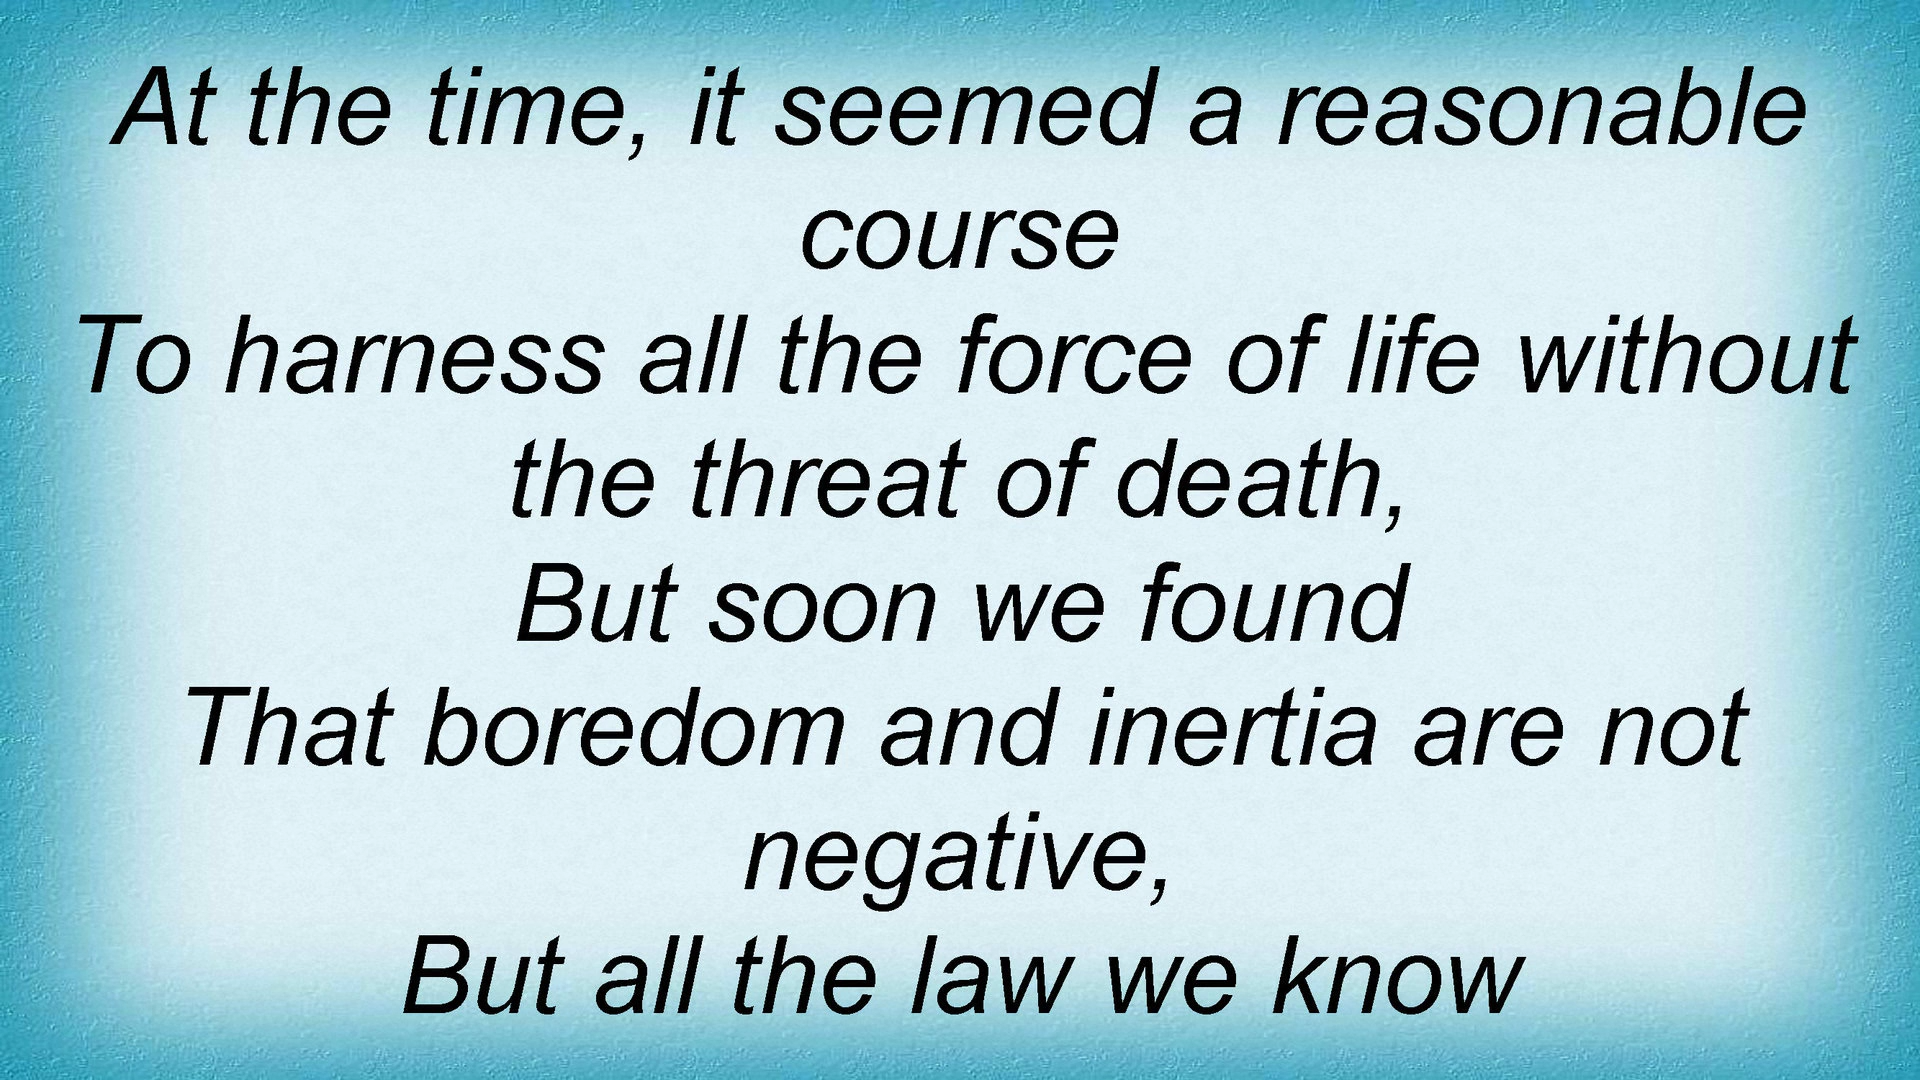 At the time, it seemed a reasonable
course
To harness all the force of life without
the threat of death,
But soon we found
That boredom and inertia are not
negative,
But all the law we know